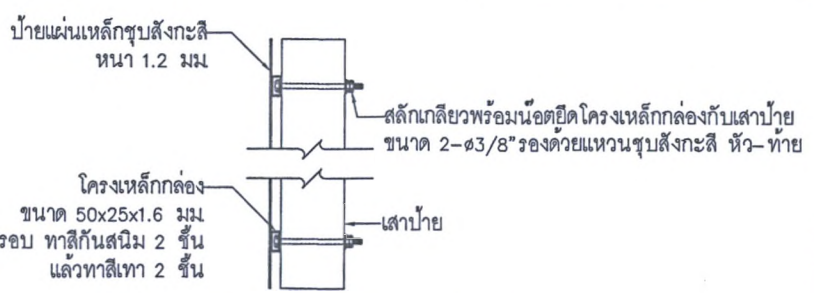 ป้ายแผ่นเหล็กชุบสังกะสี
หนา 1.2 มม.
สลักเกลียวพร้อมน๊อตยึดโครงเหล็กกล่องกับเสาป้าย
ขนาด 2-ø3/8"รองด้วยแหวนชุบสังกะสี หัว-ท้าย
โครงเหล็กกล่อง
ขนาด 50x25x1.6 มม.
รอบ ทาสีกันสนิม 2 ชั้น
แล้วทาสีเทา 2 ชั้น
เสาป้าย